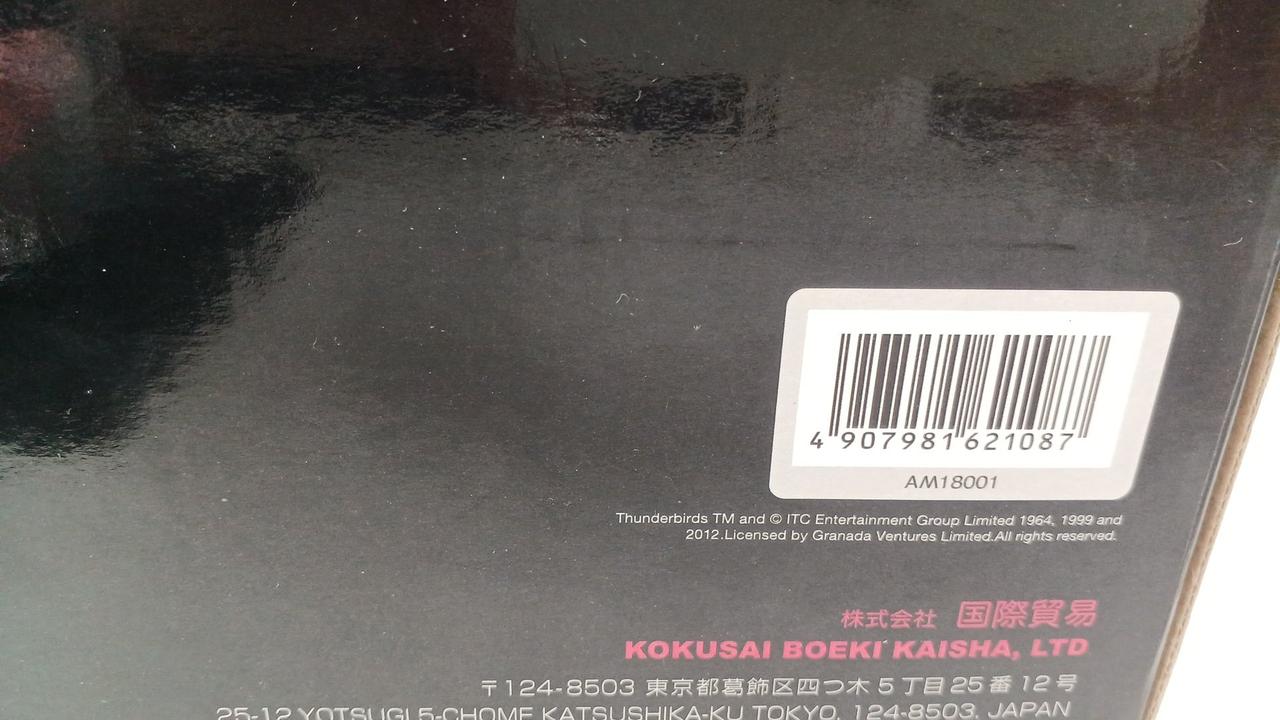 4 907981 621087
AM18001
Thunderbirds TM and © ITC Entertainment Group Limited 1964, 1999 and
2012.Licensed by Granada Ventures Limited.All rights reserved.
株式会社 国際貿易
KOKUSAI BOEKI KAISHA, LTD
〒124-8503 東京都葛飾区四つ木5丁目25番12号
25-12 YOTSUGI 5-CHOME KATSUSHIKA-KU TOKYO, 124-8503, JAPAN